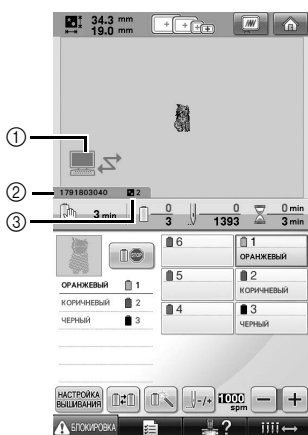 34.3 mm
19.0 mm
①
② 1791803040 2
③
3 min 0 0 0 min
3 1393 3 min
6 1
ОРАНЖЕВЫЙ
5 2
КОРИЧНЕВЫЙ
4 3
ЧЕРНЫЙ
STOP
ОРАНЖЕВЫЙ 1
КОРИЧНЕВЫЙ 2
ЧЕРНЫЙ 3
НАСТРОЙКА
ВЫШИВАНИЯ
-/+ 1000 spm − +
БЛОКИРОВКА ?